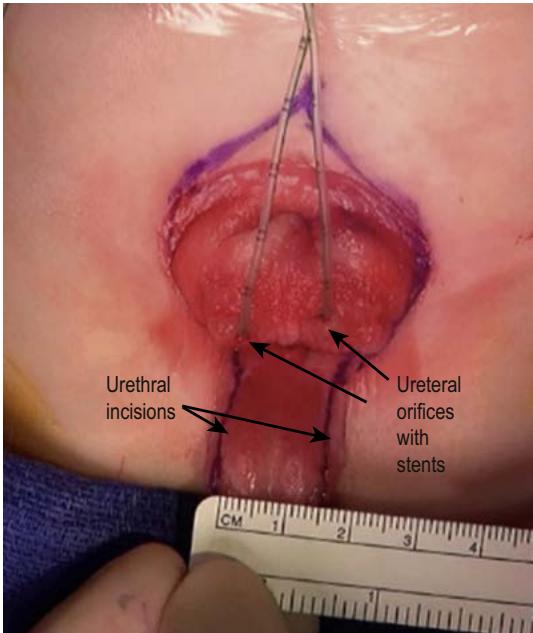 Urethral
incisions
Ureteral
orifices
with
stents
CM 1 2 3 4
1